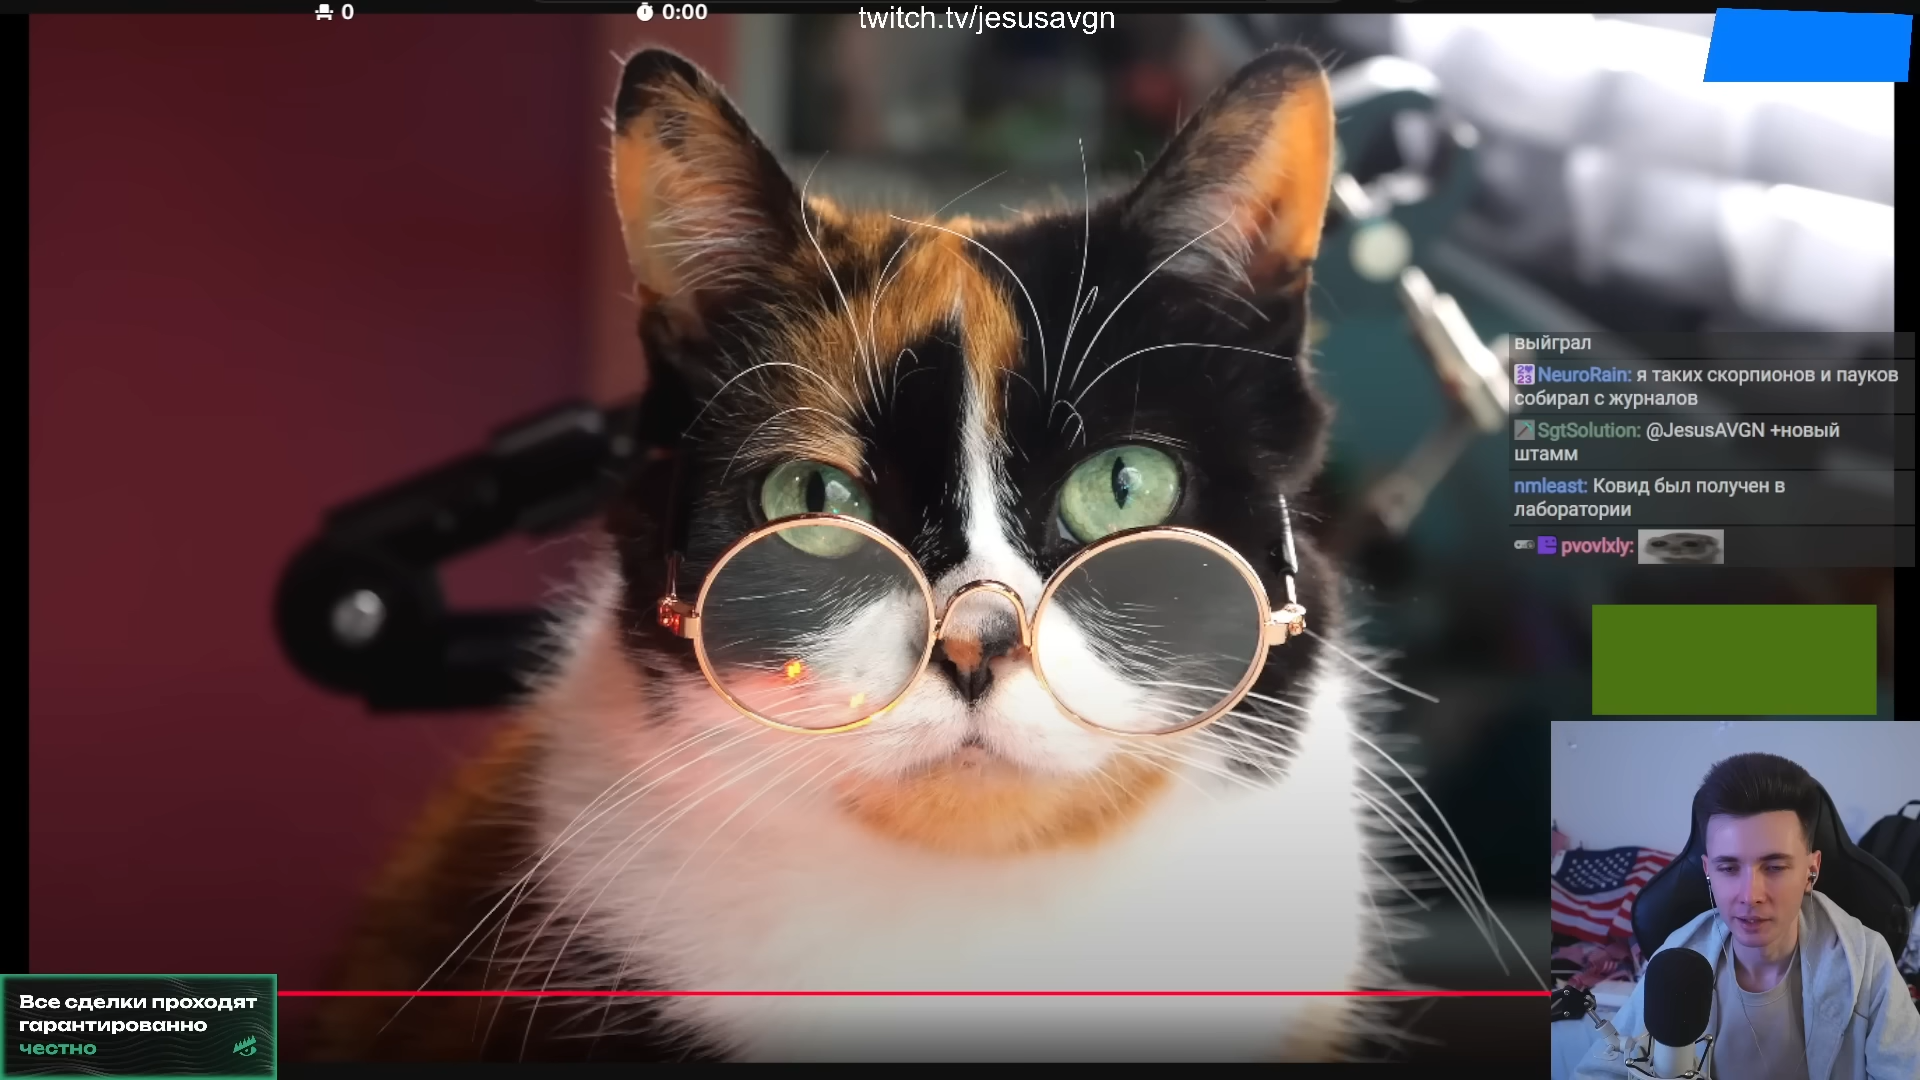 0
0:00
twitch.tv/jesusavgn
выйграл
NeuroRain: я таких скорпионов и пауков
собирал с журналов
SgtSolution: @JesusAVGN +новый
штамм
nmleast: Ковид был получен в
лаборатории
pvovlxly:
Все сделки проходят
гарантированно
честно